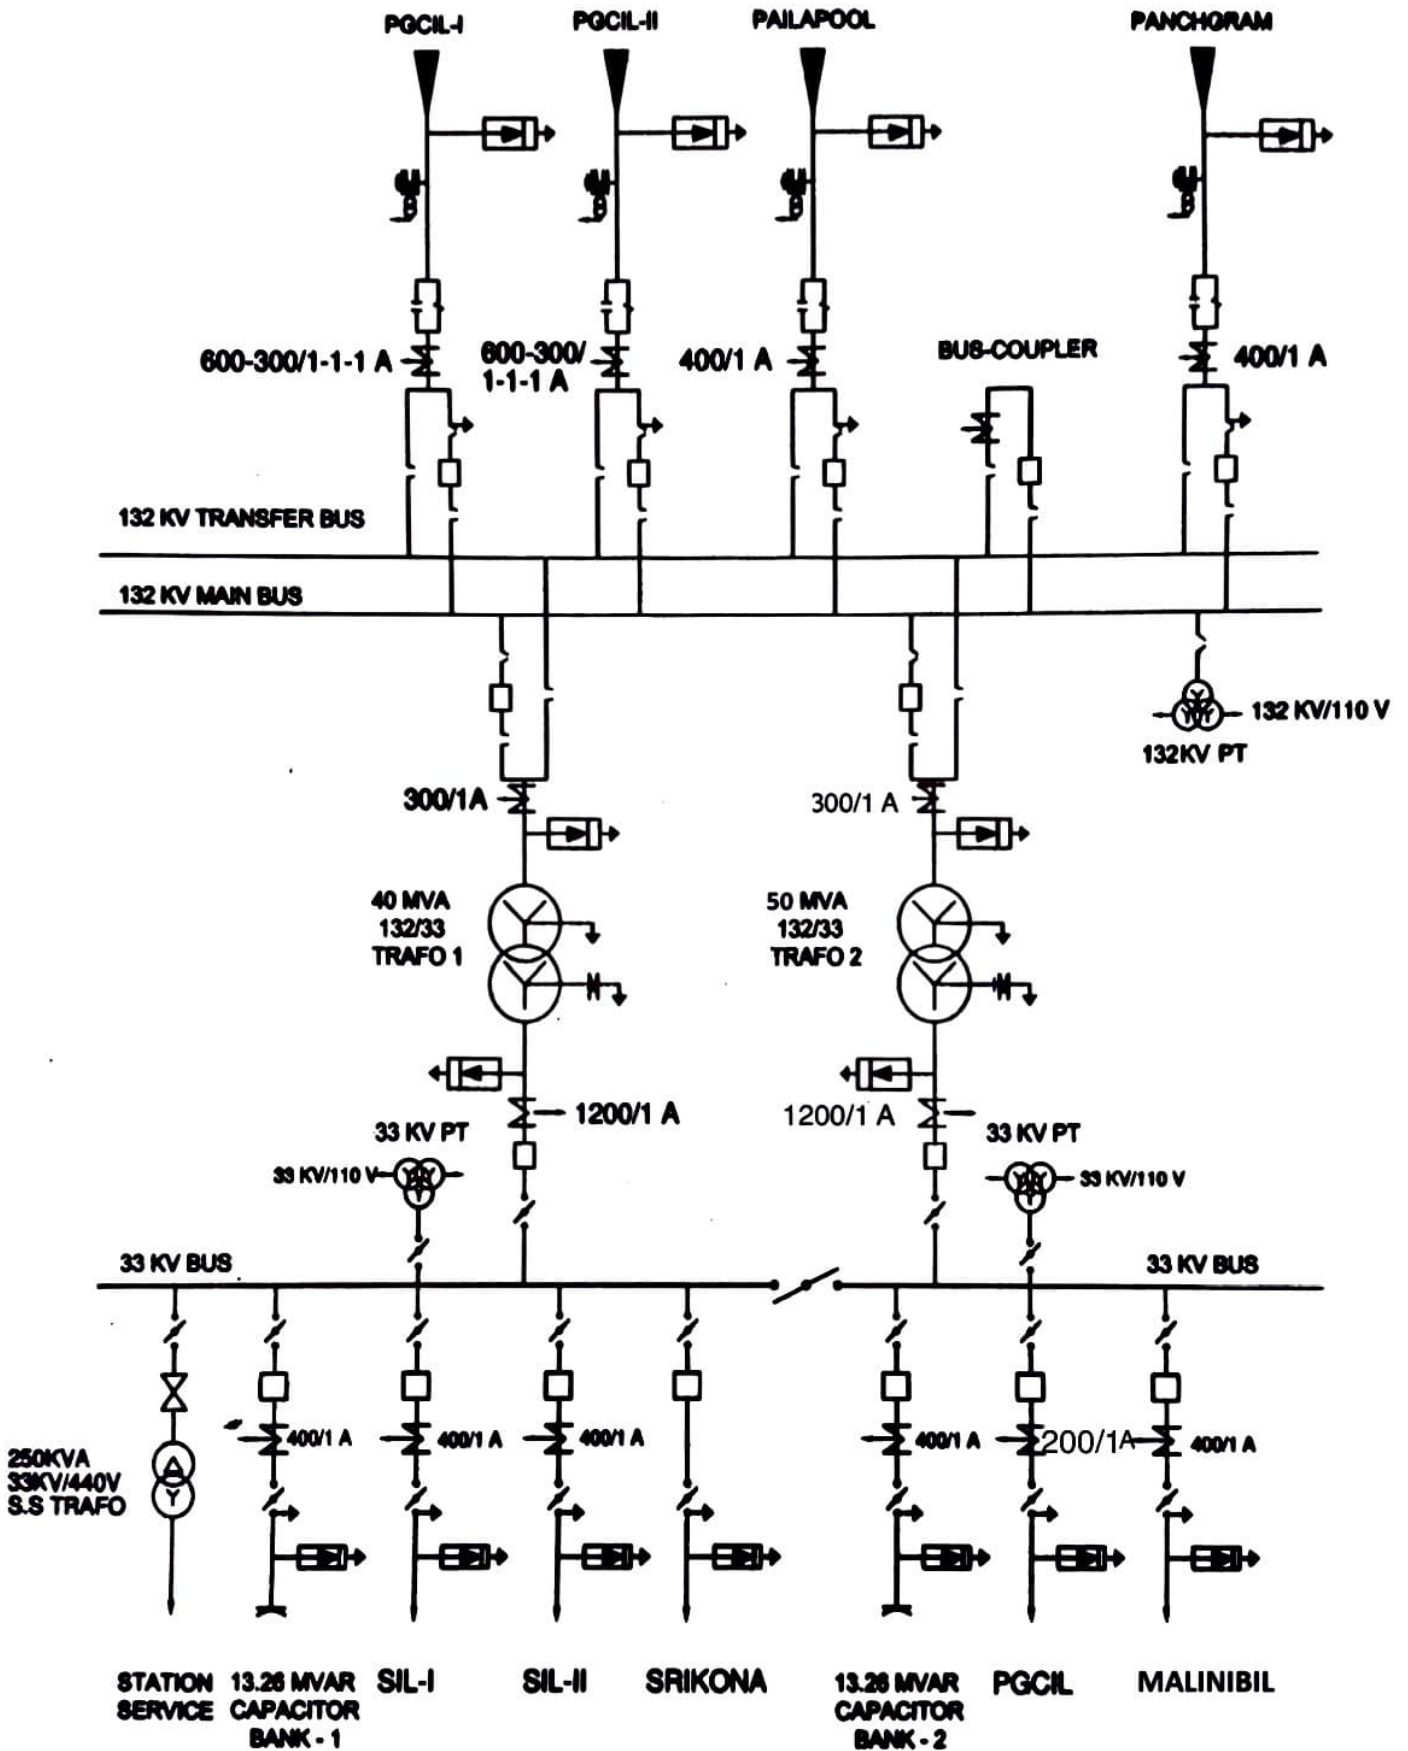 PGCIL-I
PGCIL-II
PAILAPOOL
PANCHGRAM
600-300/1-1-1 A
600-300/
1-1-1 A
400/1 A
BUS-COUPLER
400/1 A
132 KV TRANSFER BUS
132 KV MAIN BUS
132 KV/110 V
132KV PT
300/1A
300/1 A
40 MVA
132/33
TRAFO 1
50 MVA
132/33
TRAFO 2
1200/1 A
1200/1 A
33 KV PT
33 KV/110 V
33 KV PT
33 KV/110 V
33 KV BUS
33 KV BUS
400/1 A
400/1 A
400/1 A
400/1 A
200/1A
400/1 A
250KVA
33KV/440V
S.S TRAFO
STATION
SERVICE
13.26 MVAR
CAPACITOR
BANK - 1
SIL-I
SIL-II
SRIKONA
13.26 MVAR
CAPACITOR
BANK - 2
PGCIL
MALINIBIL